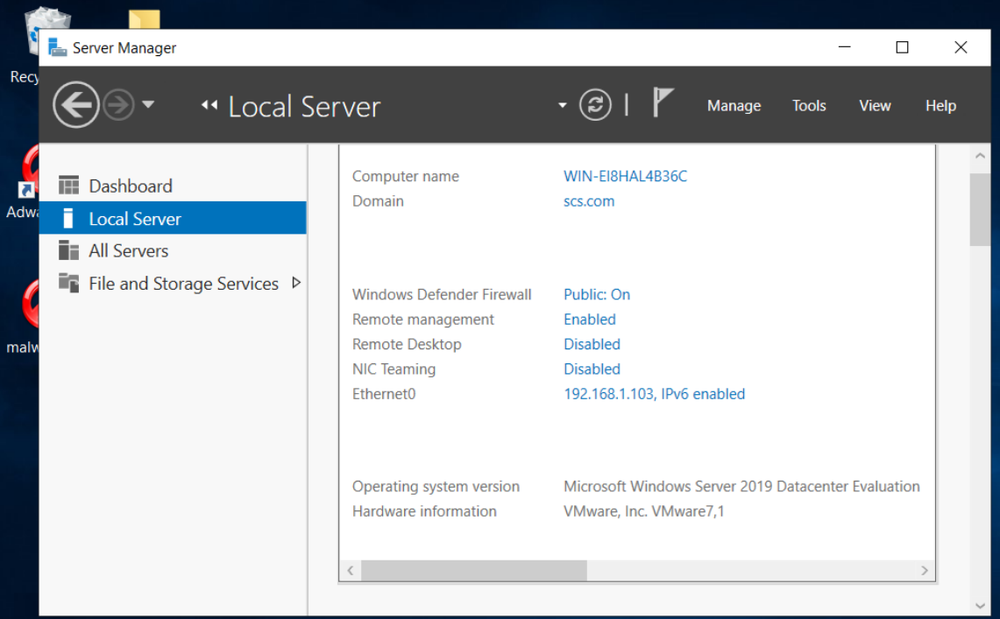 Server Manager
Recy
Local Server
Manage Tools View Help
Adwa
malw
Dashboard
Local Server
All Servers
File and Storage Services
Computer name WIN-EI8HAL4B36C
Domain scs.com
Windows Defender Firewall Public: On
Remote management Enabled
Remote Desktop Disabled
NIC Teaming Disabled
Ethernet0 192.168.1.103, IPv6 enabled
Operating system version Microsoft Windows Server 2019 Datacenter Evaluation
Hardware information VMware, Inc. VMware7,1